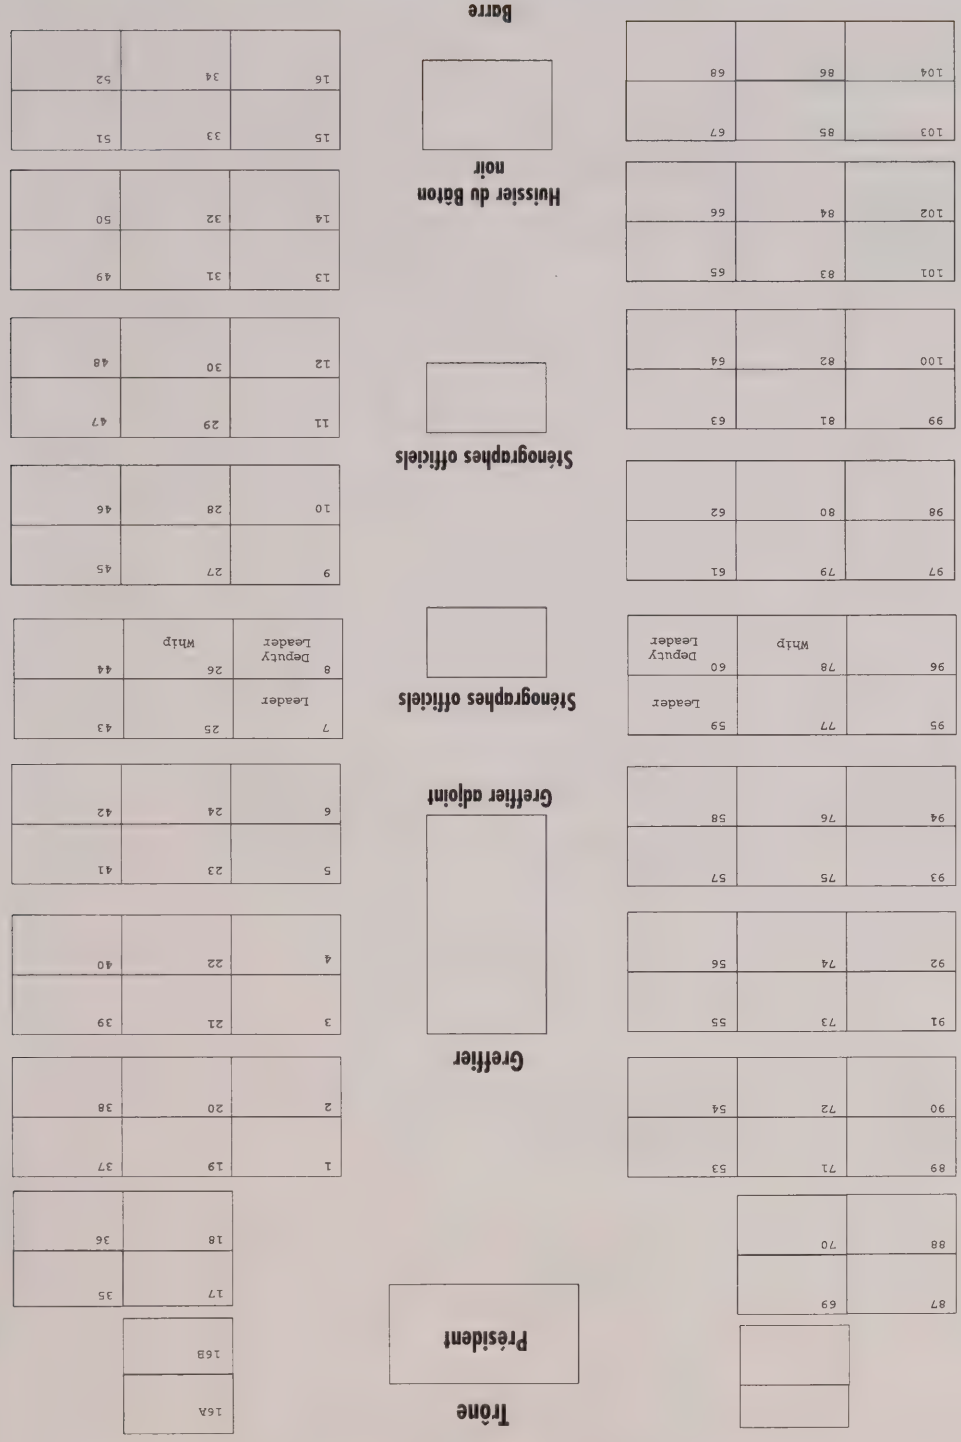 Trône
16A
16B
Président
87 69 17 35
88 70 18 36
89 71 53 1 19 37
90 72 54 2 20 38
Greffier
91 73 55 3 21 39
92 74 56 4 22 40
93 75 57 5 23 41
94 76 58 6 24 42
Greffier adjoint
95 77 59 7 25 43
Leader Leader
Sténographes officiels
96 78 60 8 26 44
Deputy Deputy
Whip Leader Leader Whip
97 79 61 9 27 45
98 80 62 10 28 46
Sténographes officiels
99 81 63 11 29 47
100 82 64 12 30 48
101 83 65 13 31 49
102 84 66 14 32 50
Huissier du Bâton
noir
103 85 67 15 33 51
104 86 68 16 34 52
Barre